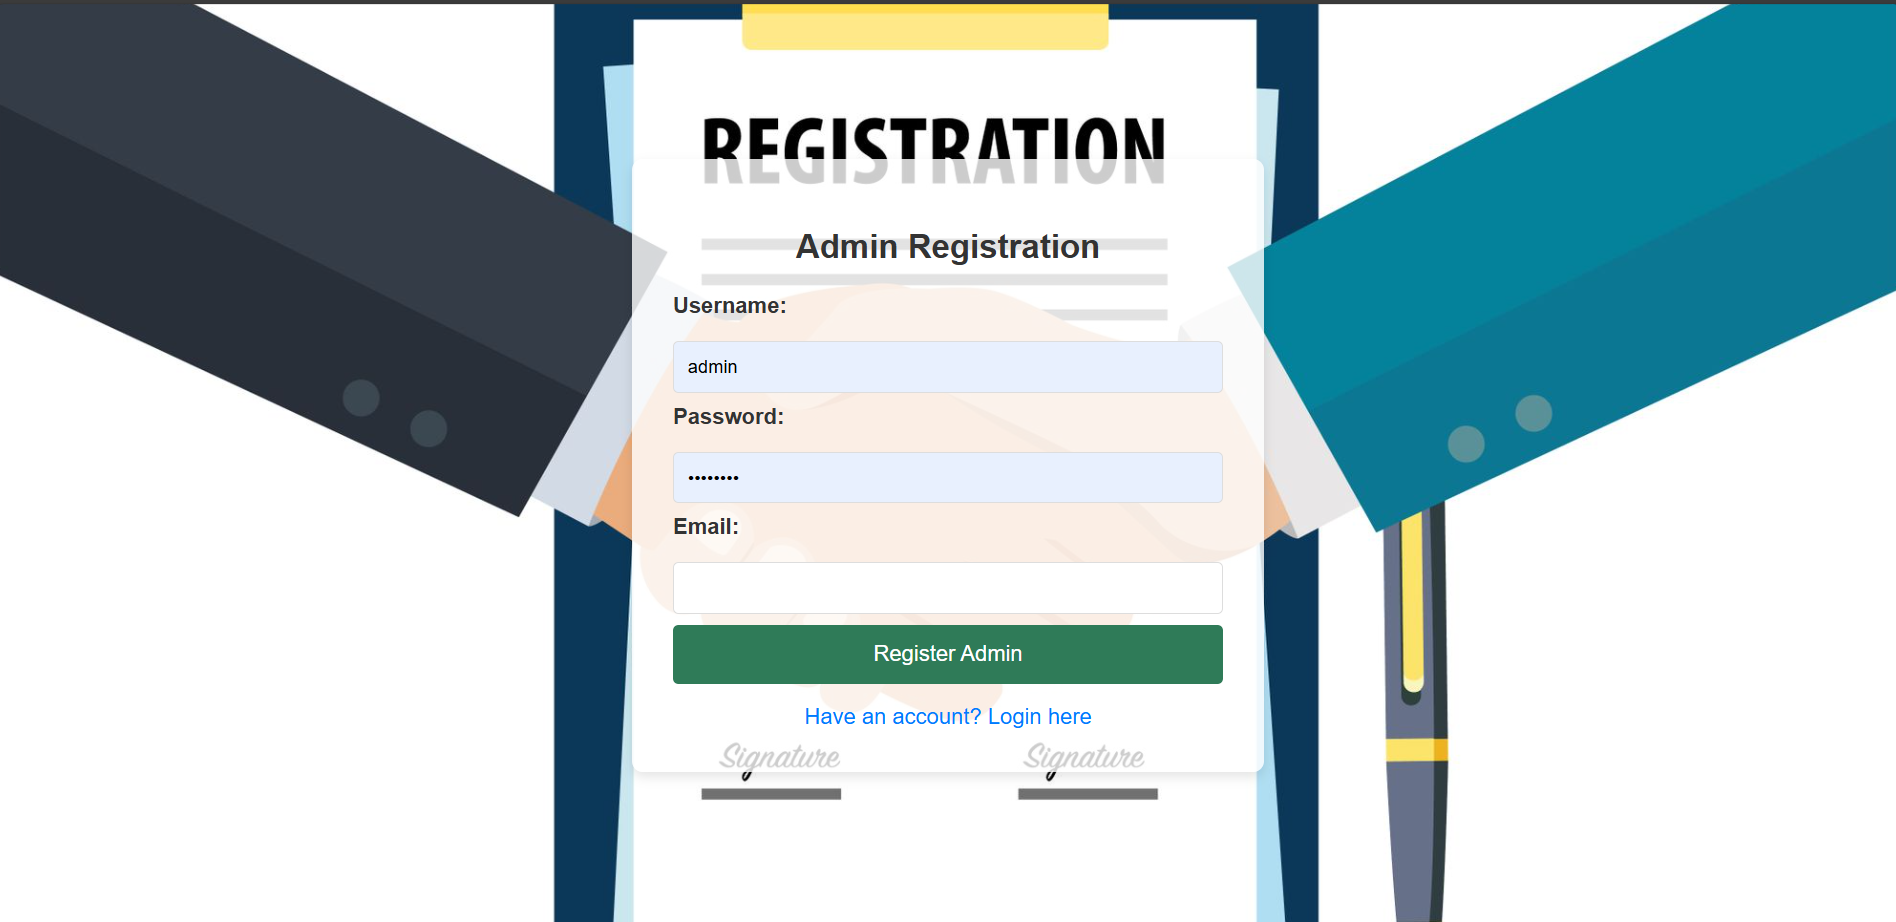 REGISTRATION
Admin Registration
Username:
admin
Password:
••••••••
Email:
Register Admin
Have an account? Login here
Signature Signature